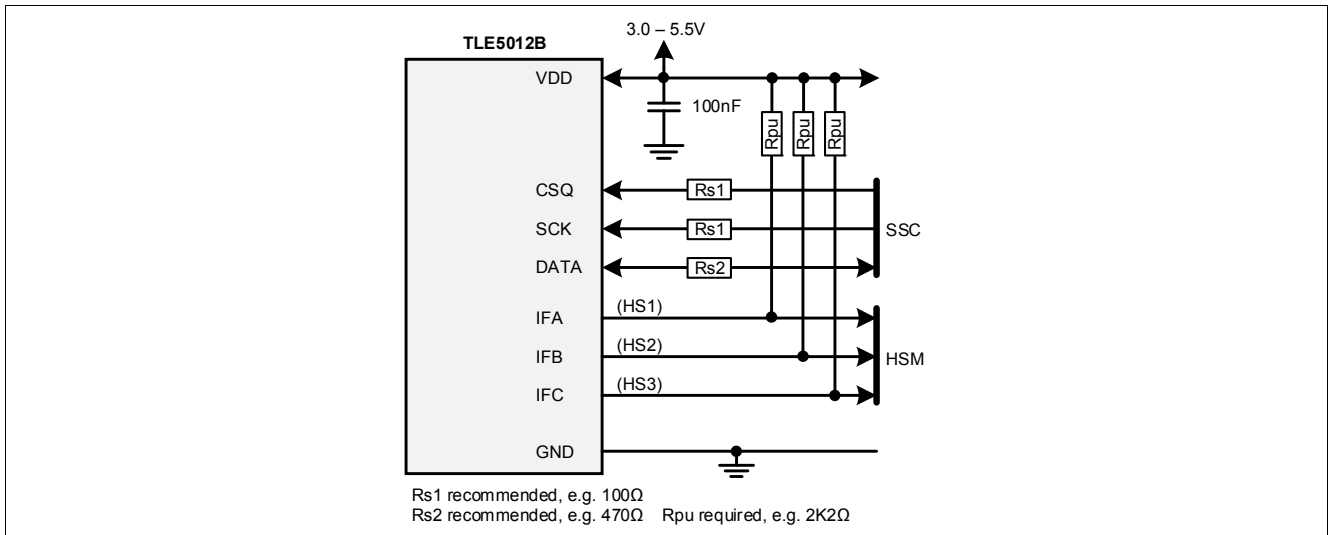 3.0 – 5.5V
TLE5012B
VDD
100nF
Rpu
Rpu
Rpu
CSQ
Rs1
SCK
Rs1
SSC
DATA
Rs2
IFA
(HS1)
IFB
(HS2)
HSM
IFC
(HS3)
GND
Rs1 recommended, e.g. 100Ω
Rs2 recommended, e.g. 470Ω Rpu required, e.g. 2K2Ω